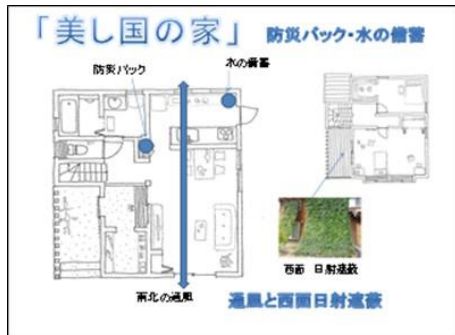 「美し国の家」 防災パック・水の備蓄
防災パック
水の備蓄
西面 日射遮蔽
南北の通風
通風と西面日射遮蔽